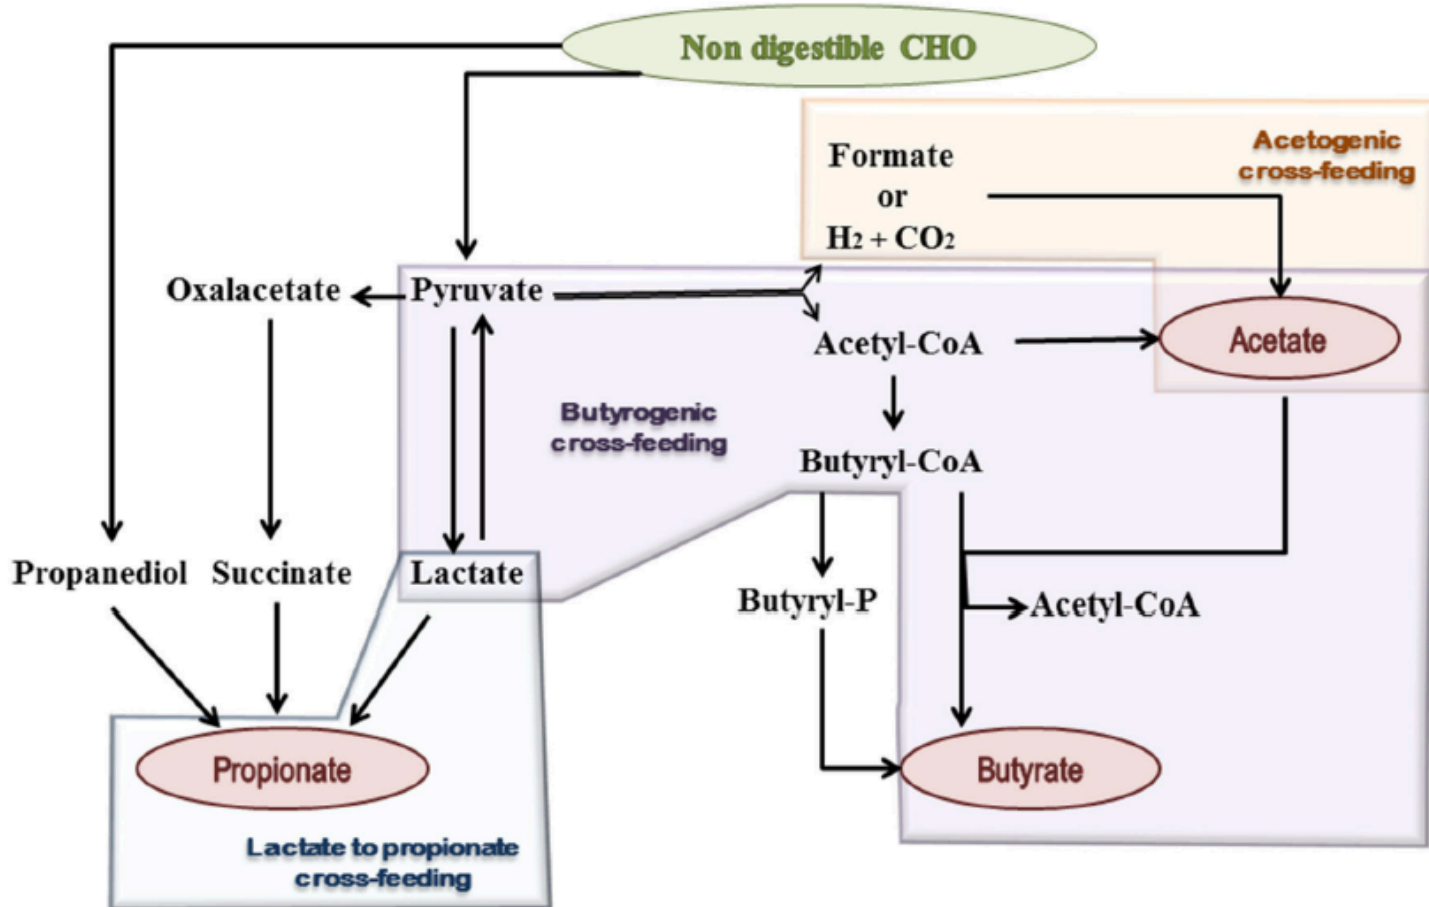 Non digestible CHO
Acetogenic
cross-feeding
Formate
or
H₂ + CO₂
Oxalacetate
Pyruvate
Acetyl-CoA
Acetate
Butyrogenic
cross-feeding
Butyryl-CoA
Propanediol
Succinate
Lactate
Butyryl-P
Acetyl-CoA
Propionate
Butyrate
Lactate to propionate
cross-feeding